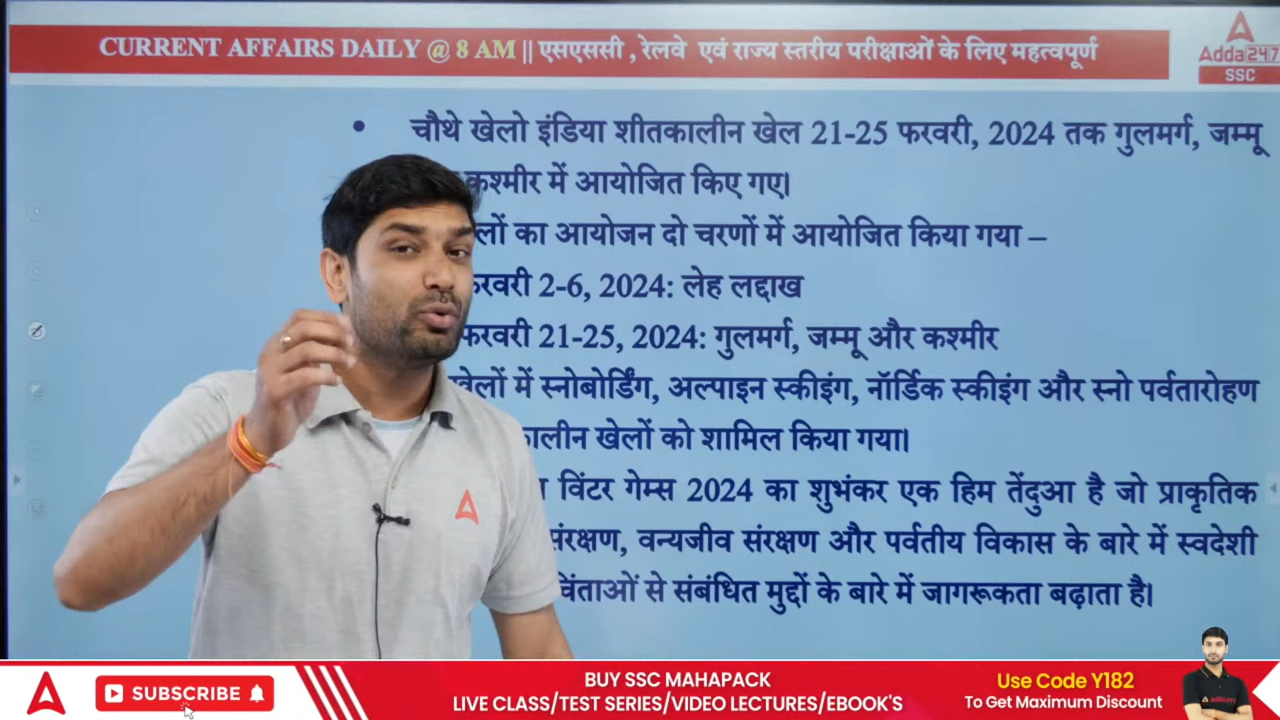 CURRENT AFFAIRS DAILY @ 8 AM || एसएससी , रेलवे एवं राज्य स्तरीय परीक्षाओं के लिए महत्वपूर्ण
Adda247
SSC
• चौथे खेलो इंडिया शीतकालीन खेल 21-25 फरवरी, 2024 तक गुलमर्ग, जम्मू
कश्मीर में आयोजित किए गए।
का आयोजन दो चरणों में आयोजित किया गया –
2-6, 2024: लेह लद्दाख
21-25, 2024: गुलमर्ग, जम्मू और कश्मीर
में स्नोबोर्डिंग, अल्पाइन स्कीइंग, नॉर्डिक स्कीइंग और स्नो पर्वतारोहण
खेलों को शामिल किया गया।
विंटर गेम्स 2024 का शुभंकर एक हिम तेंदुआ है जो प्राकृतिक
संरक्षण, वन्यजीव संरक्षण और पर्वतीय विकास के बारे में स्वदेशी
चिंताओं से संबंधित मुद्दों के बारे में जागरूकता बढ़ाता है।
SUBSCRIBE
BUY SSC MAHAPACK
LIVE CLASS/TEST SERIES/VIDEO LECTURES/EBOOK'S
Use Code Y182
To Get Maximum Discount